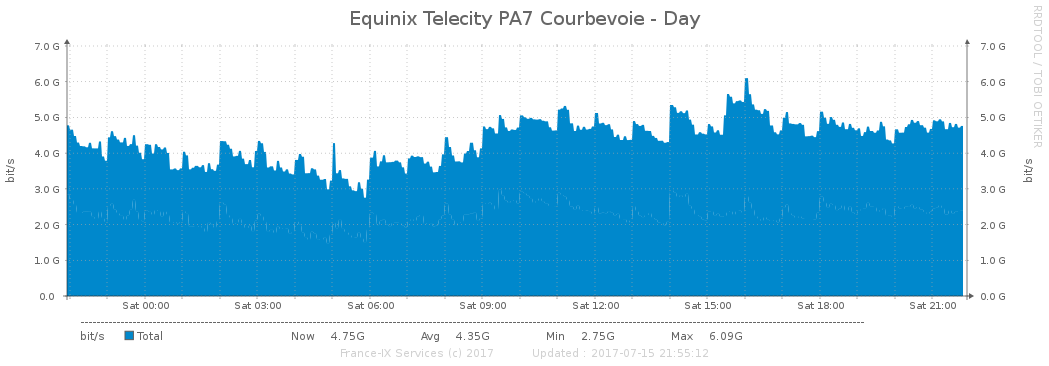 Equinix Telecity PA7 Courbevoie - Day
RRDTOOL / TOBI OETIKER
7.0 G 7.0 G
6.0 G 6.0 G
5.0 G 5.0 G
4.0 G 4.0 G
3.0 G 3.0 G
2.0 G 2.0 G
1.0 G 1.0 G
0.0 0.0 G
bit/s bit/s
Sat 00:00 Sat 03:00 Sat 06:00 Sat 09:00 Sat 12:00 Sat 15:00 Sat 18:00 Sat 21:00
bit/s Total Now 4.75G Avg 4.35G Min 2.75G Max 6.09G
France-IX Services (c) 2017 Updated : 2017-07-15 21:55:12